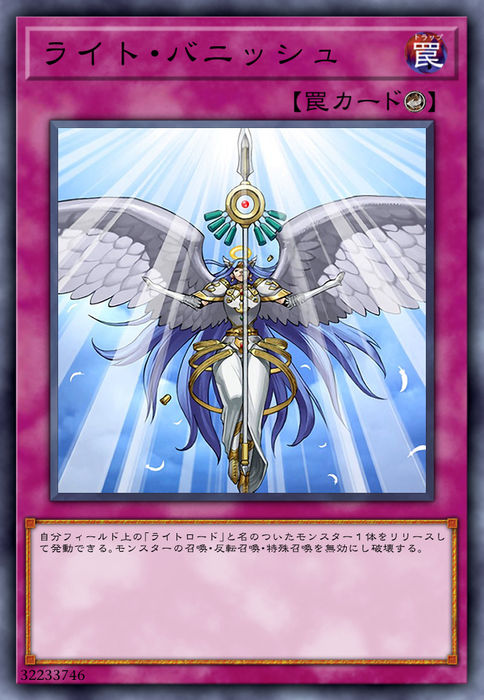 ライト・バニッシュ
トラップ
罠
【罠カード】
自分フィールド上の「ライトロード」と名のついたモンスター１体をリリースし
て発動できる。モンスターの召喚・反転召喚・特殊召喚を無効にし破壊する。
32233746